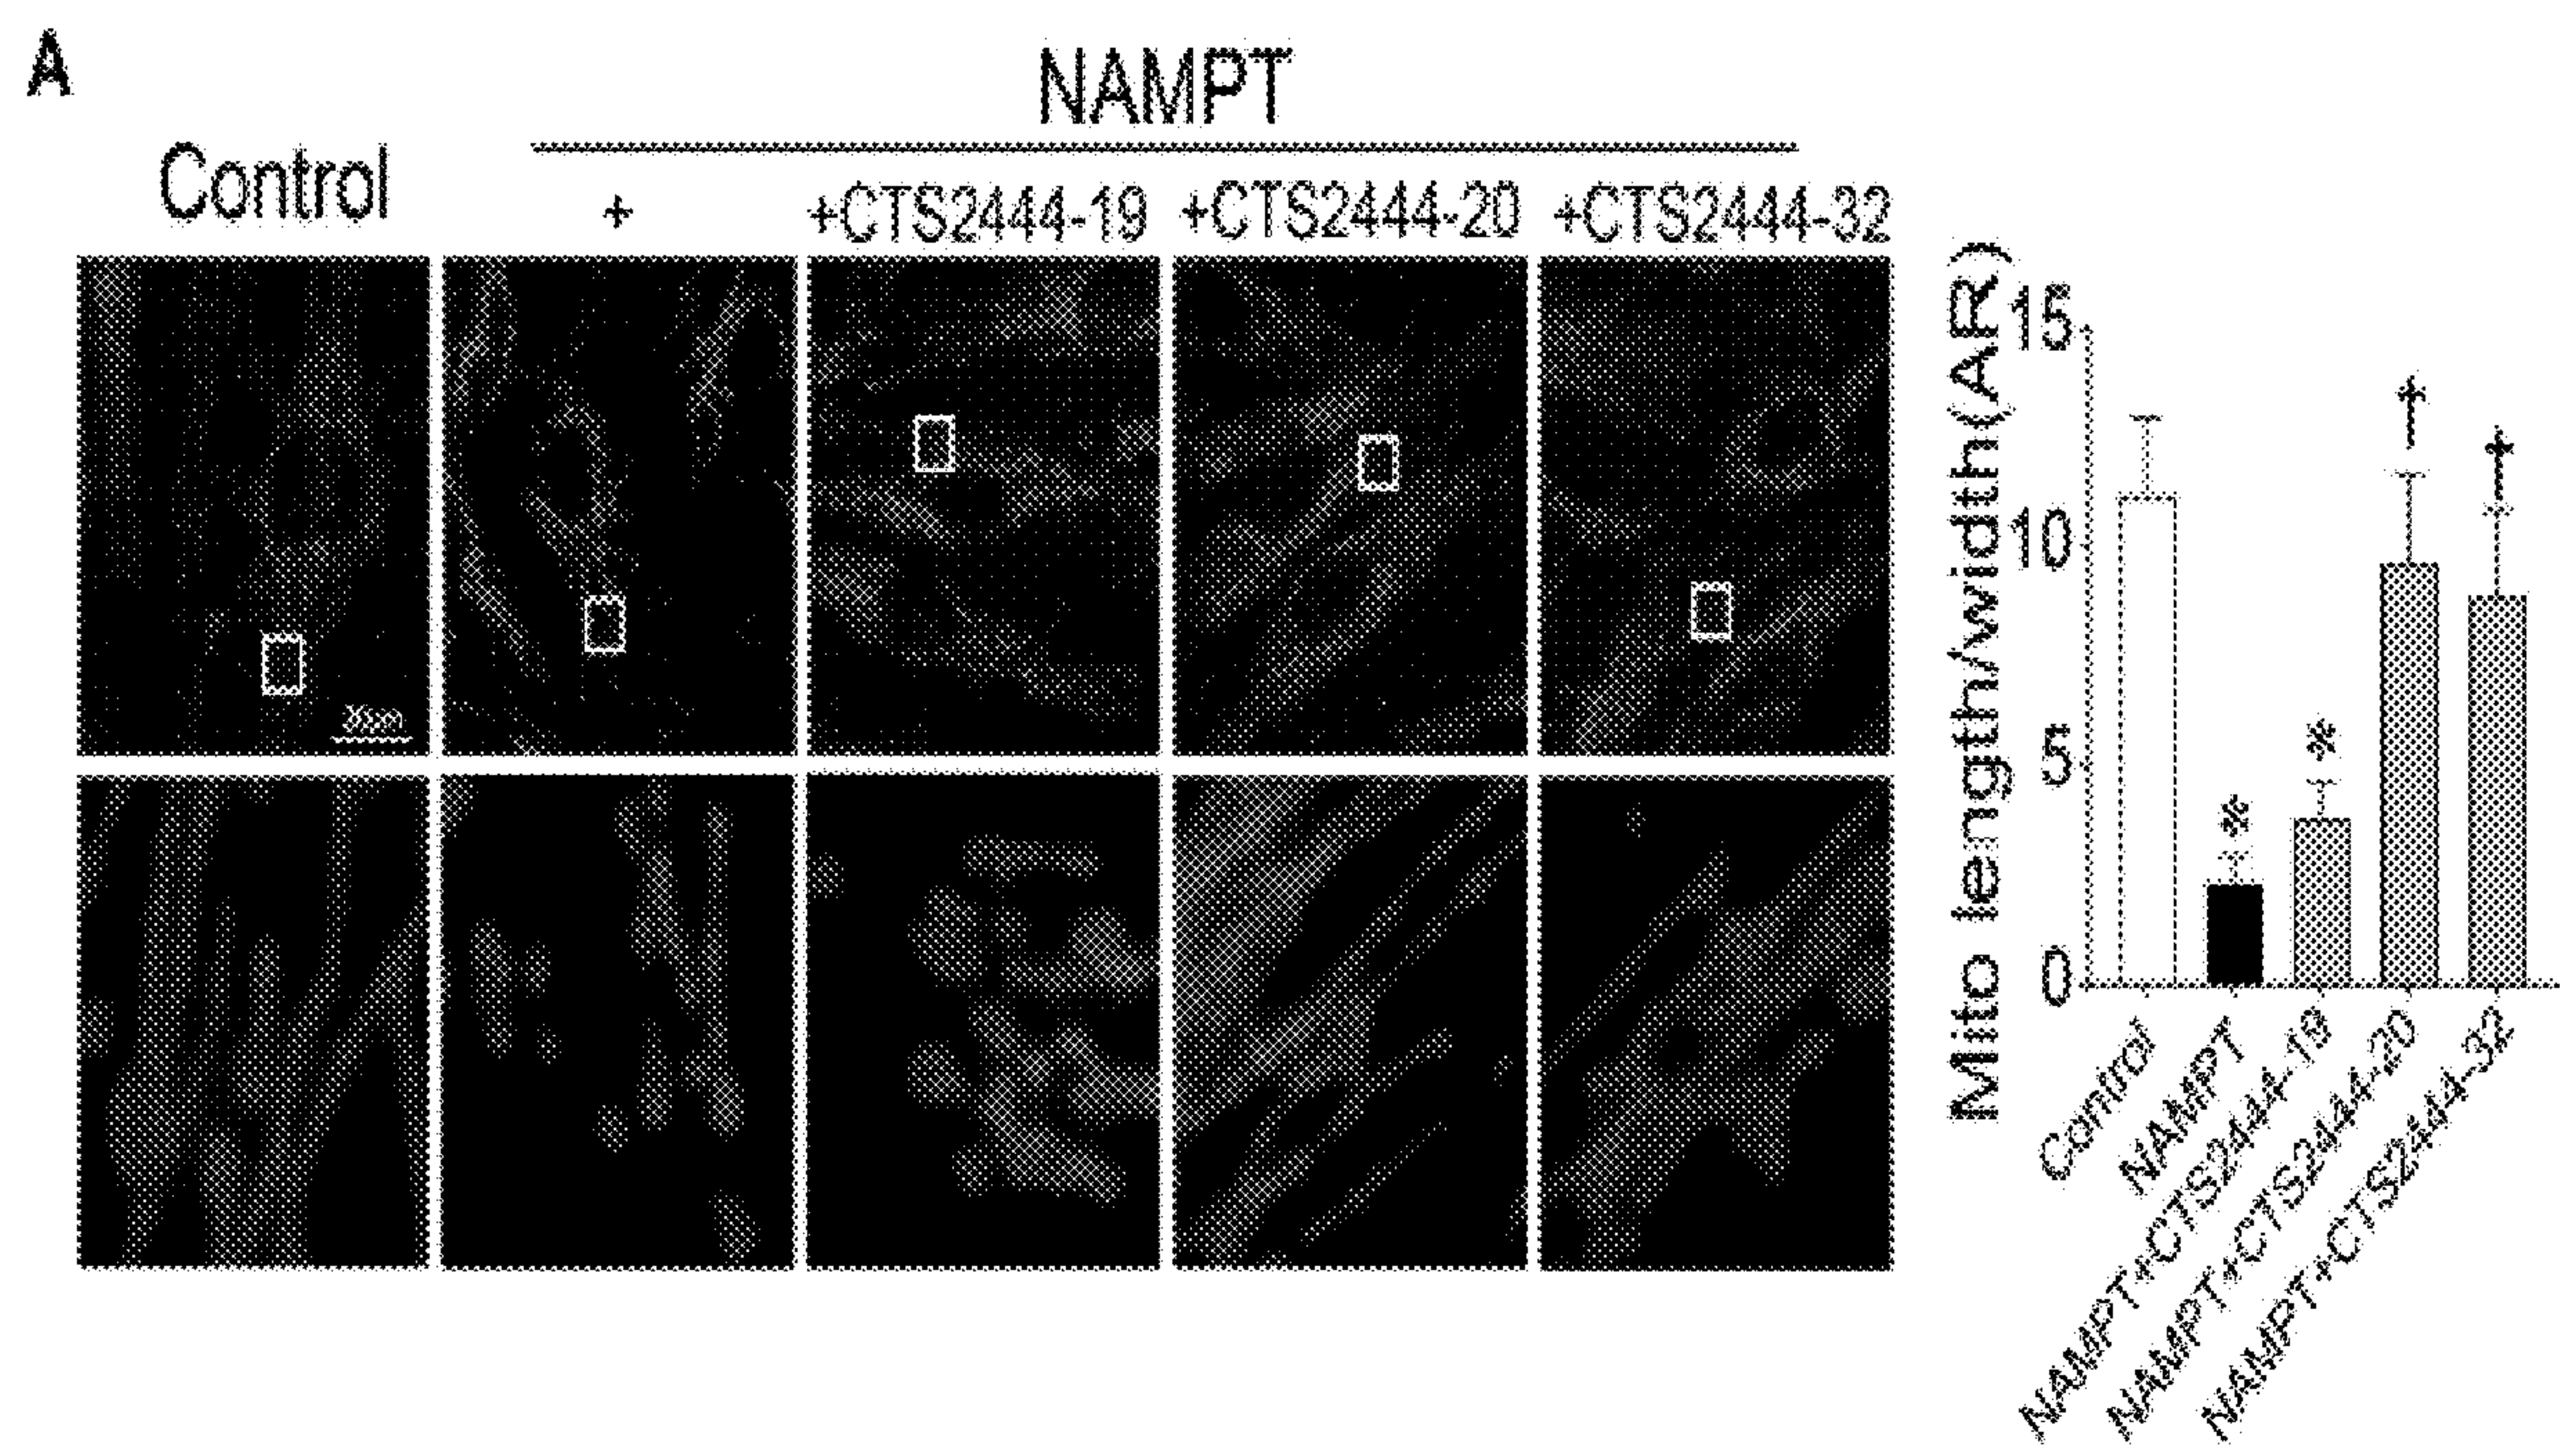 A
NAMPT
Control
+
+CTS2444-19
+CTS2444-20
+CTS2444-32
Mito length/width(AR)
15
10
5
0
*
*
†
†
Control
NAMPT
NAMPT+CTS2444-19
NAMPT+CTS2444-20
NAMPT+CTS2444-32